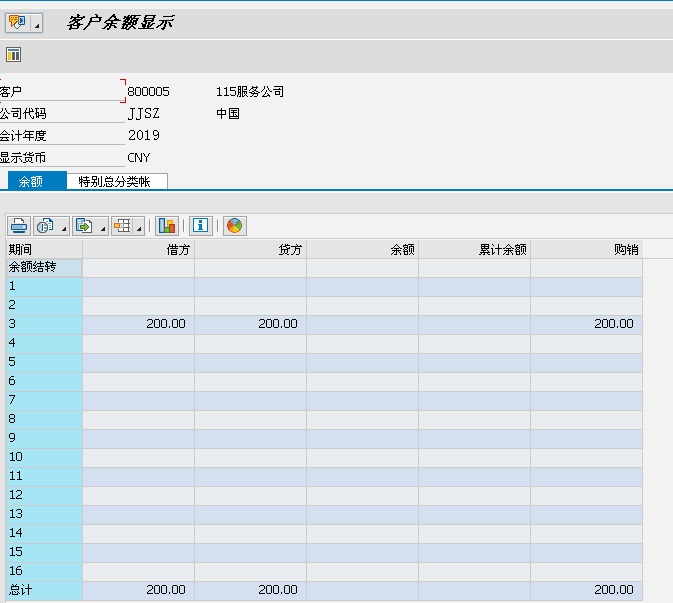 客户余额显示
客户 800005 115服务公司
公司代码 JJSZ 中国
会计年度 2019
显示货币 CNY
余额 特别总分类帐
期间 借方 贷方 余额 累计余额 购销
余额结转
1
2
3 200.00 200.00 200.00
4
5
6
7
8
9
10
11
12
13
14
15
16
总计 200.00 200.00 200.00